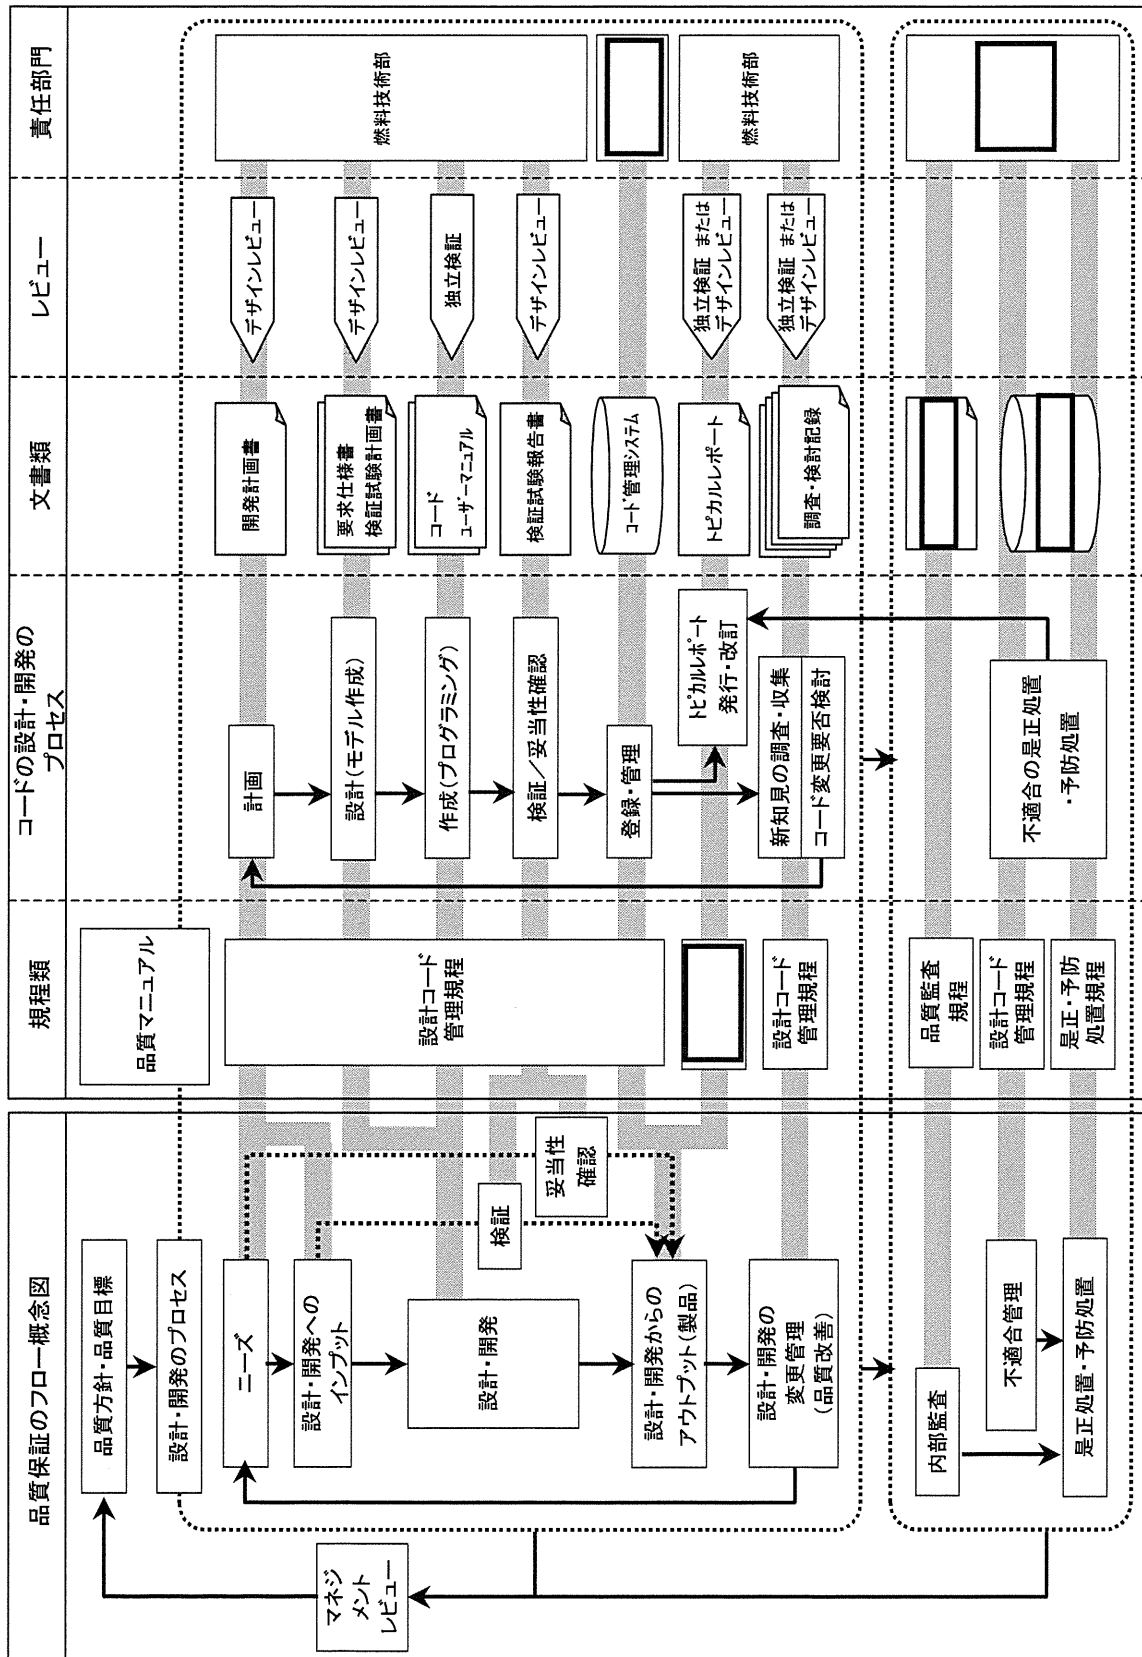 品質保証のフロー概念図
規程類
コードの設計・開発の
プロセス
文書類
レビュー
責任部門
マネジ
メント
レビュー
品質方針・品質目標
設計・開発のプロセス
ニーズ
設計・開発への
インプット
設計・開発
検証
妥当性
確認
設計・開発からの
アウトプット(製品)
設計・開発の
変更管理
(品質改善)
内部監査
不適合管理
是正処置・予防処置
品質マニュアル
設計コード
管理規程
設計コード
管理規程
品質監査
規程
設計コード
管理規程
是正・予防
処置規程
計画
設計(モデル作成)
作成(プログラミング)
検証/妥当性確認
登録・管理
トピカルレポート
発行・改訂
新知見の調査・収集
コード変更要否検討
不適合の是正処置
・予防処置
開発計画書
要求仕様書
検証試験計画書
コード
ユーザーマニュアル
検証試験報告書
コード管理システム
トピカルレポート
調査・検討記録
デザインレビュー
デザインレビュー
独立検証
デザインレビュー
独立検証 または
デザインレビュー
独立検証 または
デザインレビュー
燃料技術部
燃料技術部